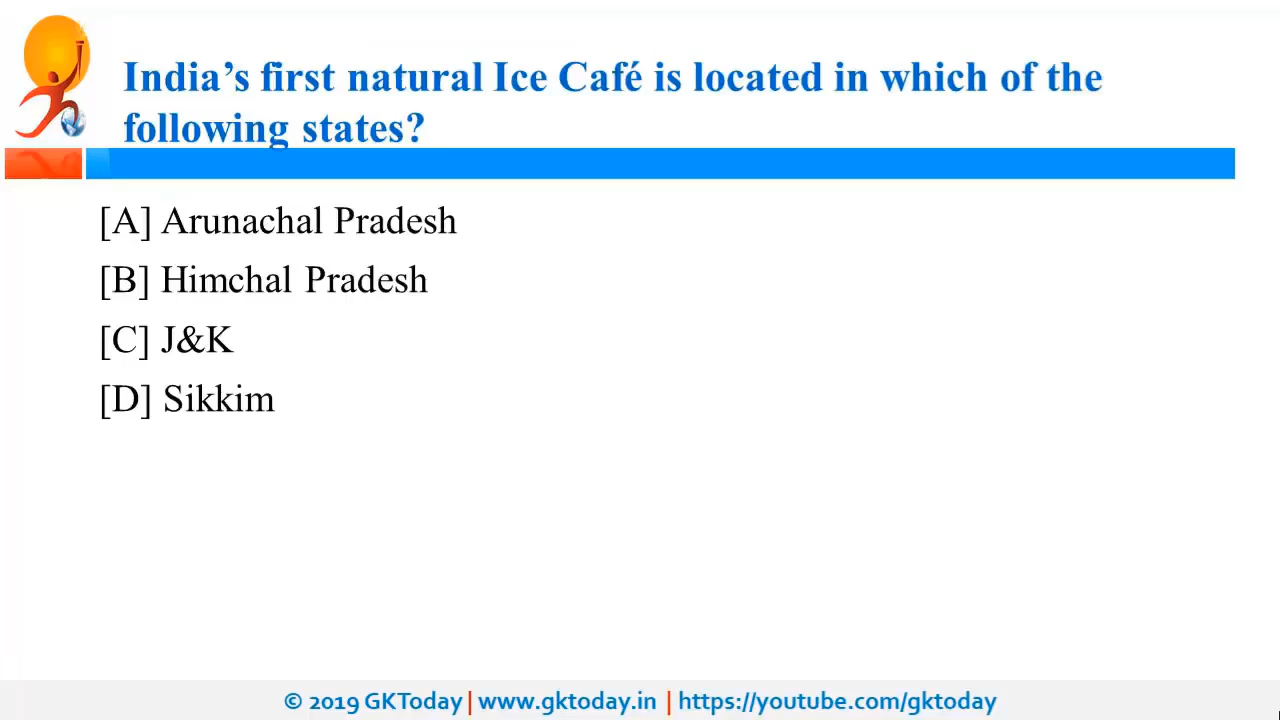 India’s first natural Ice Café is located in which of the
following states?
[A] Arunachal Pradesh
[B] Himchal Pradesh
[C] J&K
[D] Sikkim
© 2019 GKToday | www.gktoday.in | https://youtube.com/gktoday